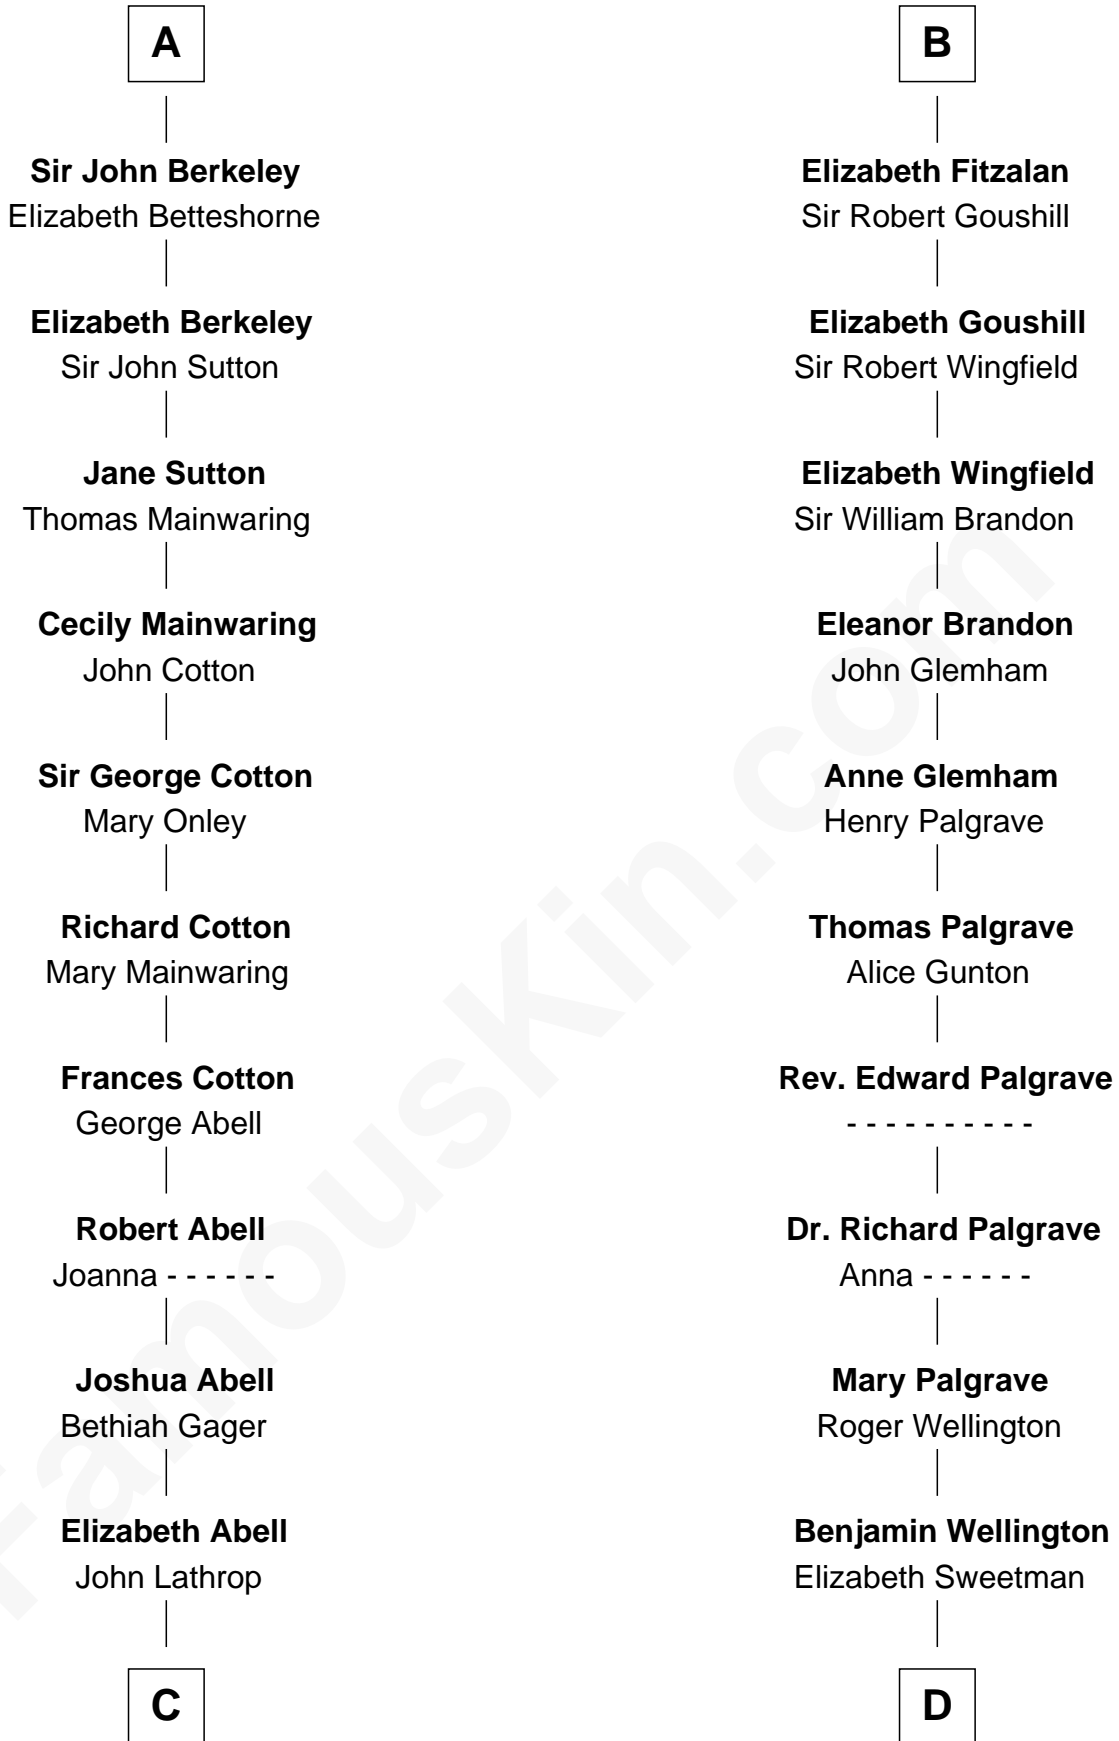 A
Sir John Berkeley
Elizabeth Betteshorne
Elizabeth Berkeley
Sir John Sutton
Jane Sutton
Thomas Mainwaring
Cecily Mainwaring
John Cotton
Sir George Cotton
Mary Onley
Richard Cotton
Mary Mainwaring
Frances Cotton
George Abell
Robert Abell
Joanna - - - - - -
Joshua Abell
Bethiah Gager
Elizabeth Abell
John Lathrop
C
B
Elizabeth Fitzalan
Sir Robert Goushill
Elizabeth Goushill
Sir Robert Wingfield
Elizabeth Wingfield
Sir William Brandon
Eleanor Brandon
John Glemham
Anne Glemham
Henry Palgrave
Thomas Palgrave
Alice Gunton
Rev. Edward Palgrave
- - - - - - - - - -
Dr. Richard Palgrave
Anna - - - - - -
Mary Palgrave
Roger Wellington
Benjamin Wellington
Elizabeth Sweetman
D
FamousKin.com